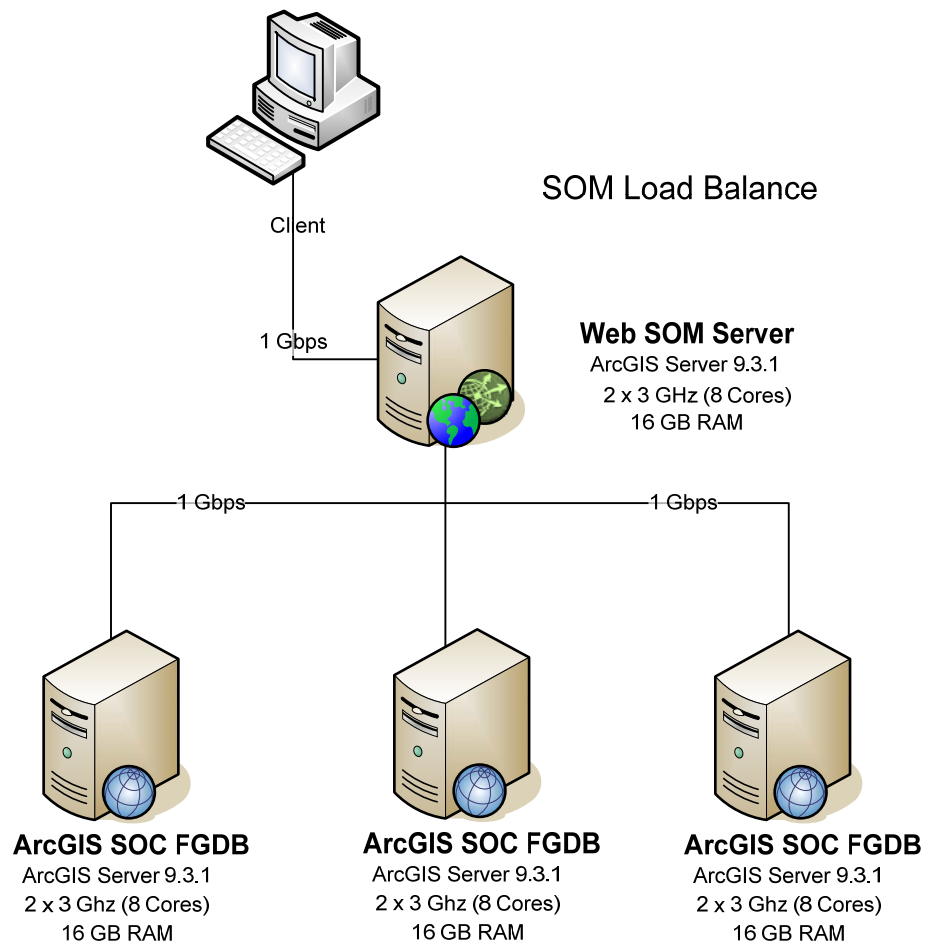 SOM Load Balance
Client
1 Gbps
Web SOM Server
ArcGIS Server 9.3.1
2 x 3 GHz (8 Cores)
16 GB RAM
1 Gbps
1 Gbps
ArcGIS SOC FGDB
ArcGIS Server 9.3.1
2 x 3 Ghz (8 Cores)
16 GB RAM
ArcGIS SOC FGDB
ArcGIS Server 9.3.1
2 x 3 Ghz (8 Cores)
16 GB RAM
ArcGIS SOC FGDB
ArcGIS Server 9.3.1
2 x 3 Ghz (8 Cores)
16 GB RAM